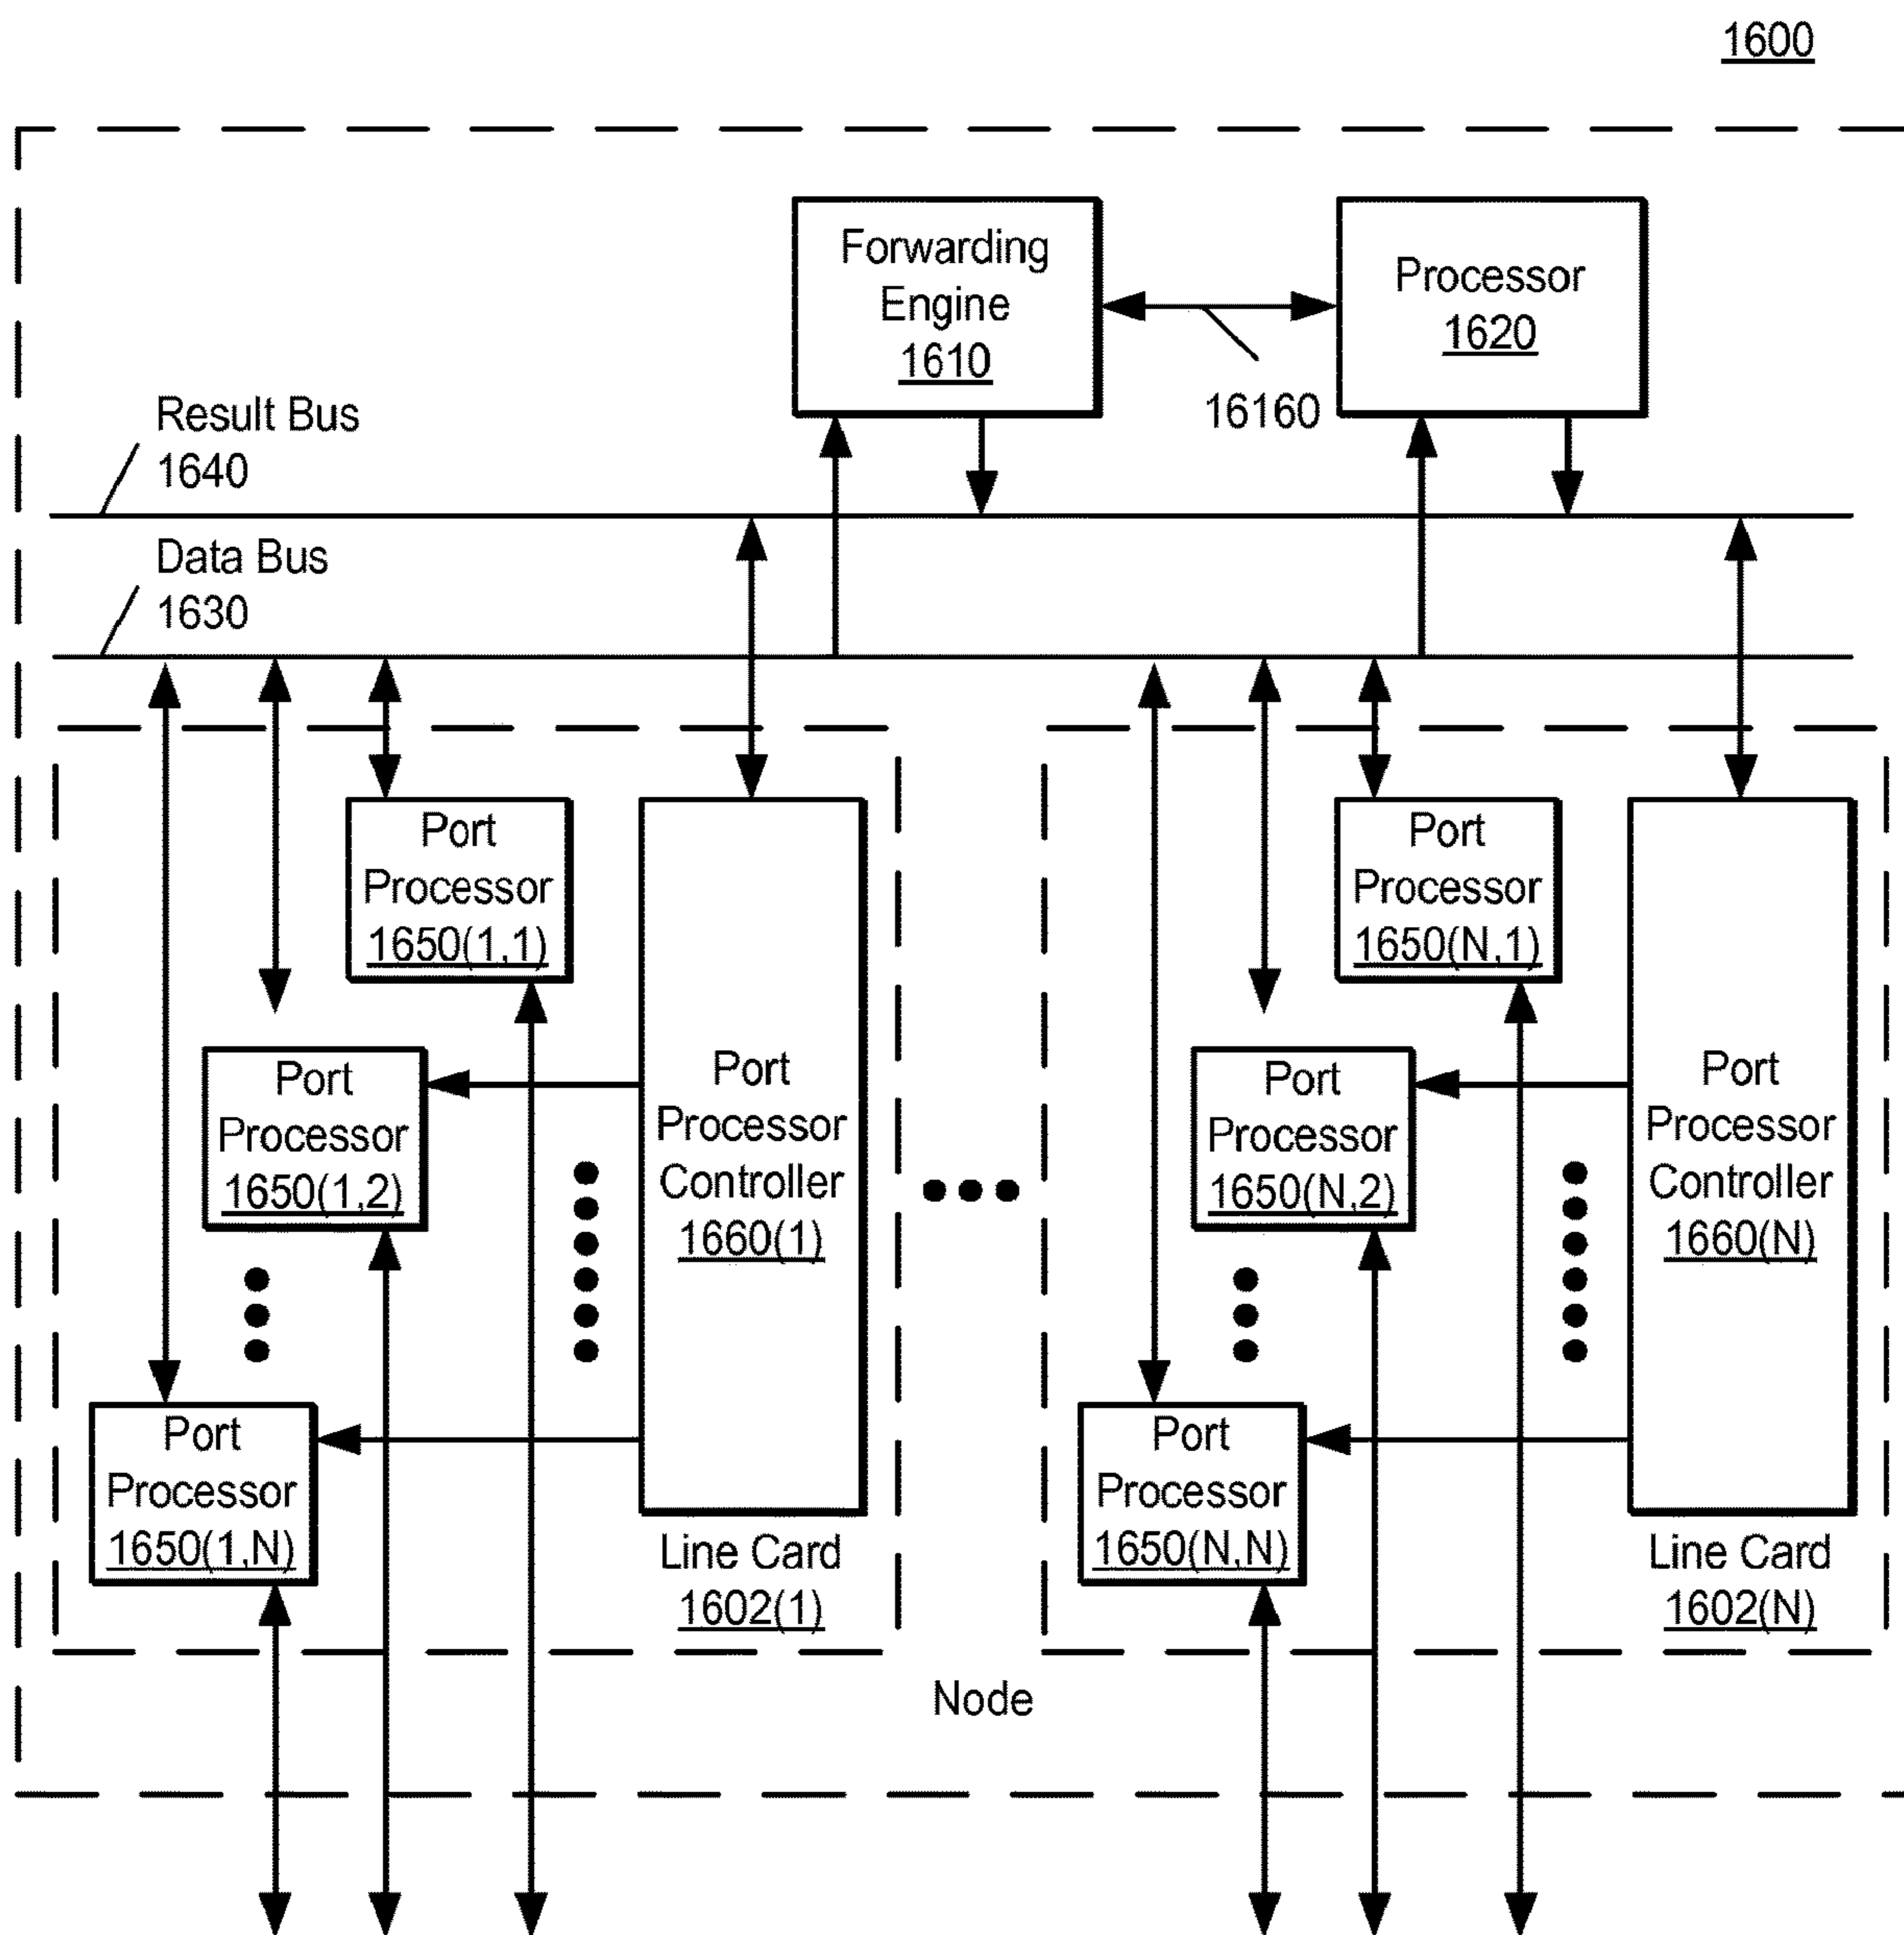 1600
Forwarding
Engine
1610
Processor
1620
16160
Result Bus
1640
Data Bus
1630
Port
Processor
1650(1,1)
Port
Processor
1650(1,2)
Port
Processor
1650(1,N)
Port
Processor
Controller
1660(1)
Line Card
1602(1)
Port
Processor
1650(N,1)
Port
Processor
1650(N,2)
Port
Processor
1650(N,N)
Port
Processor
Controller
1660(N)
Line Card
1602(N)
Node